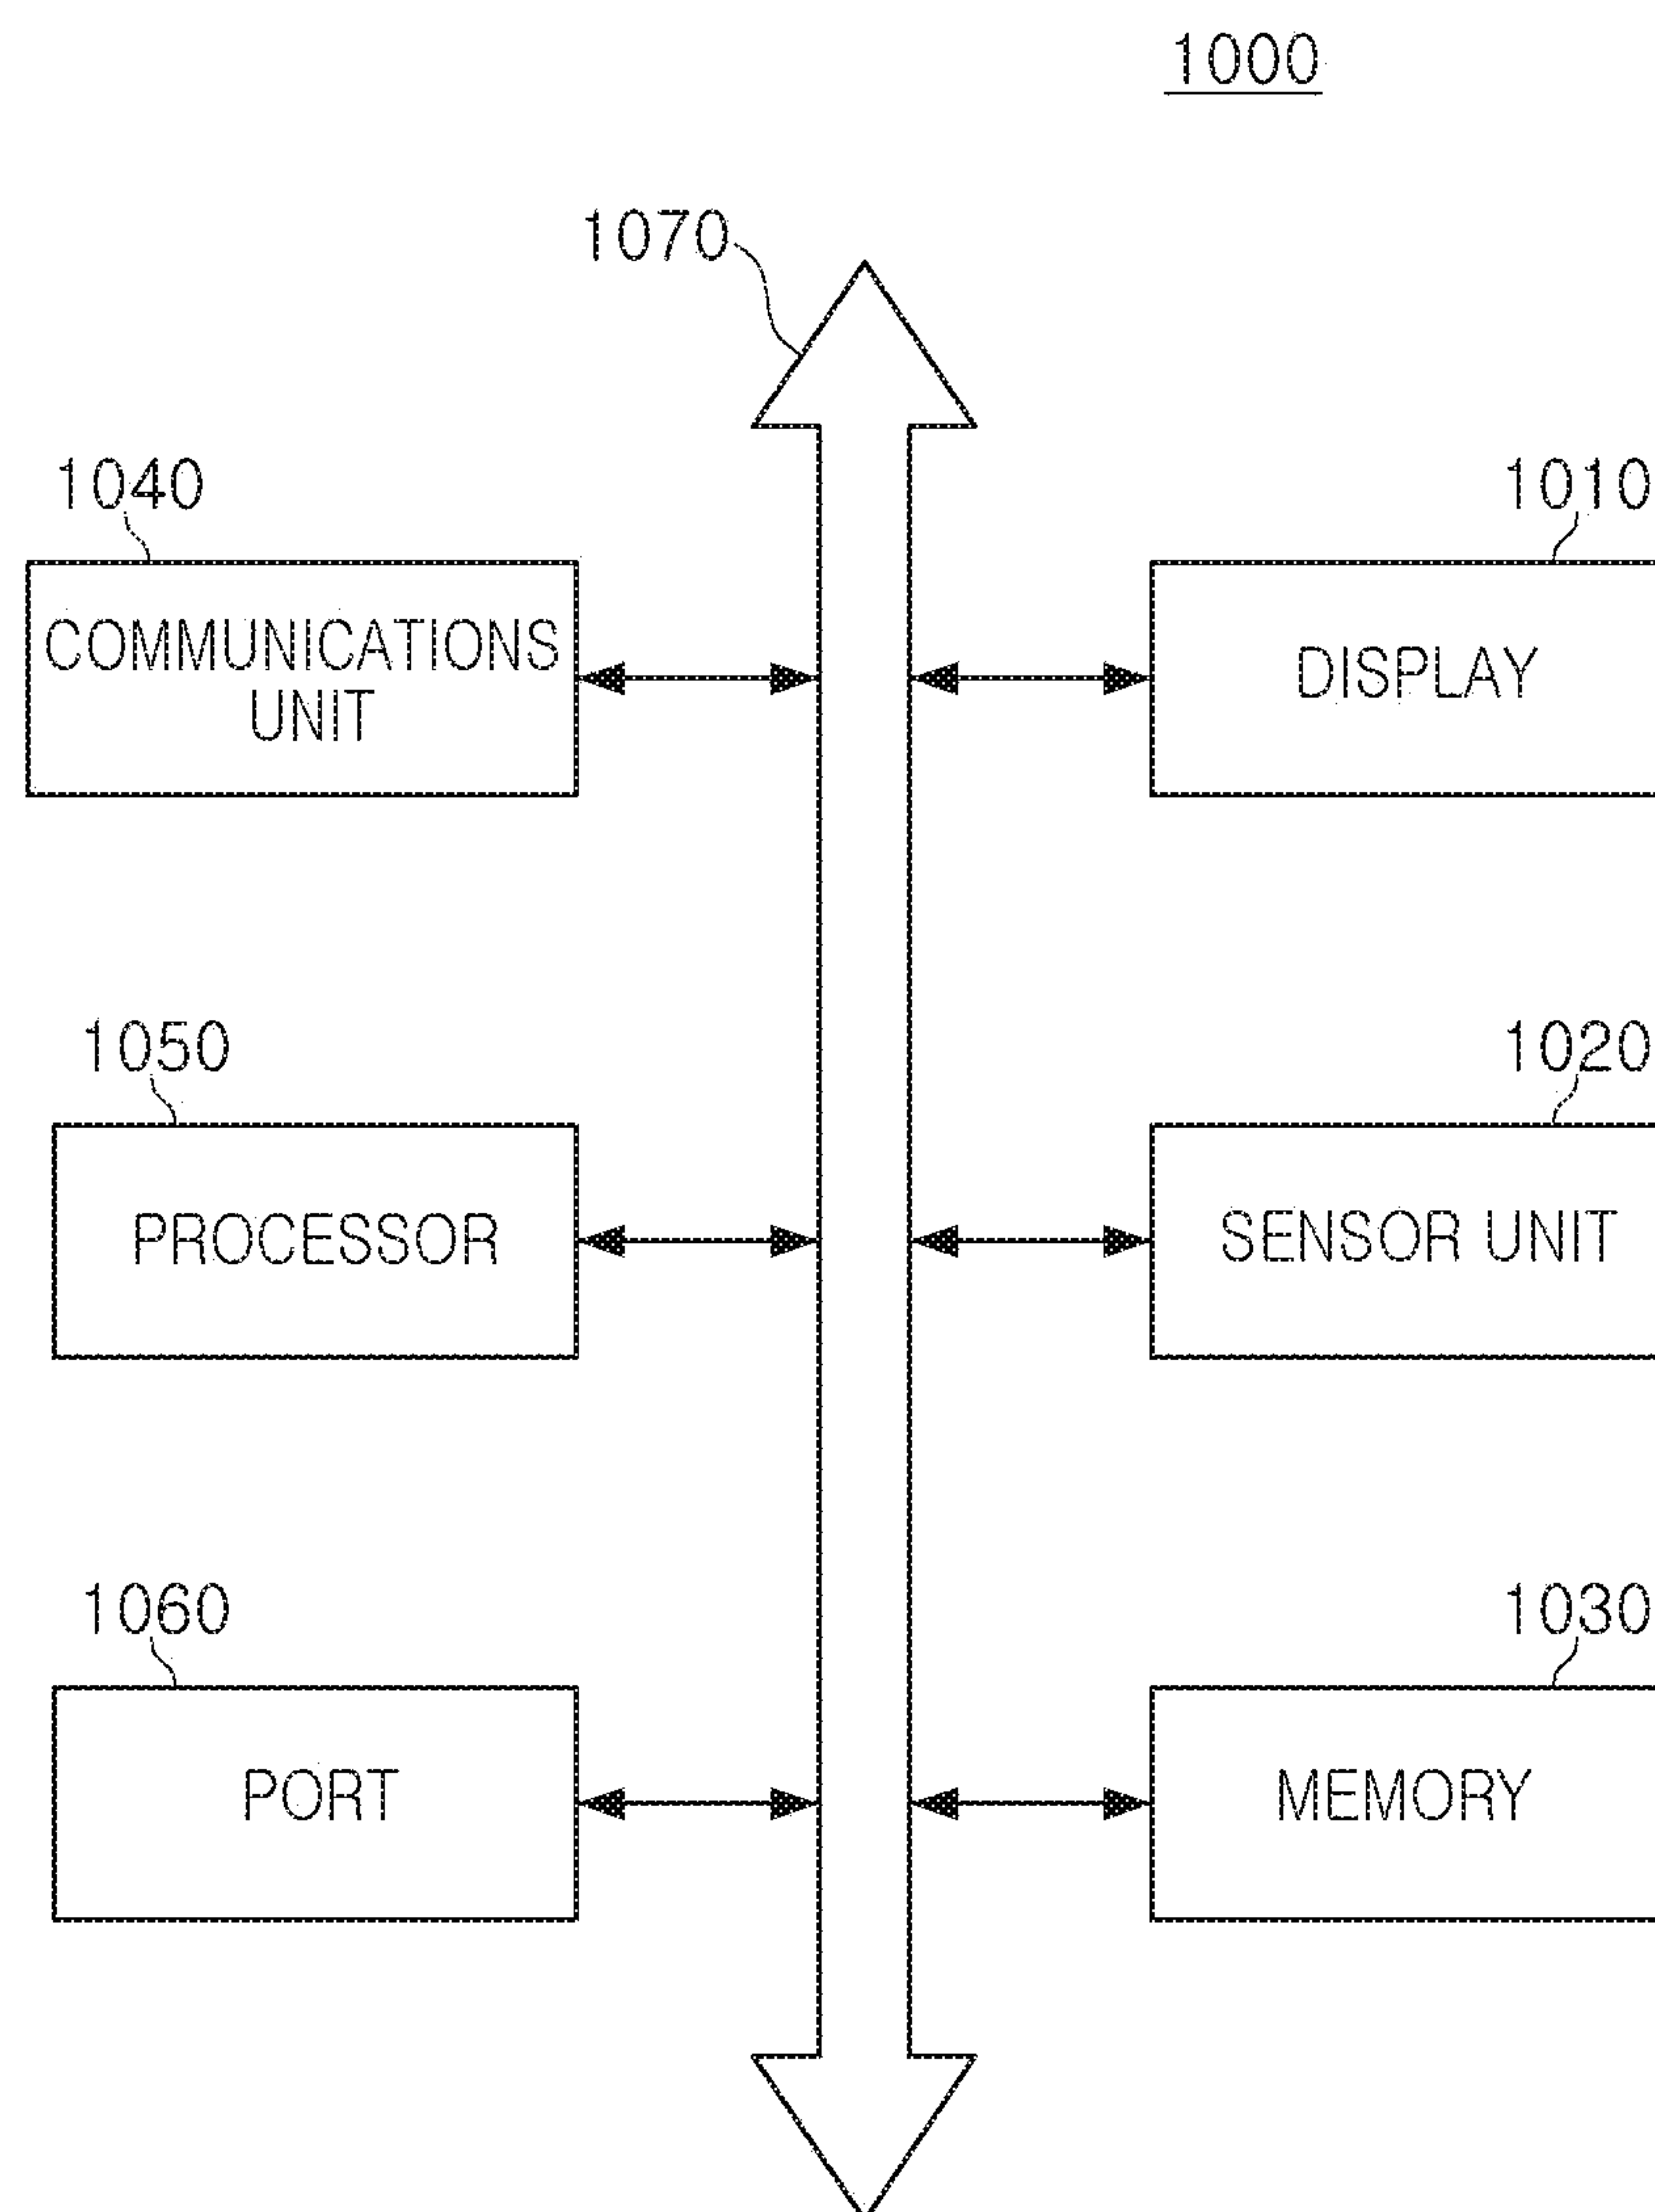 1000
1070
1040
1010
COMMUNICATIONS
UNIT
DISPLAY
1050
1020
PROCESSOR
SENSOR UNIT
1060
1030
PORT
MEMORY